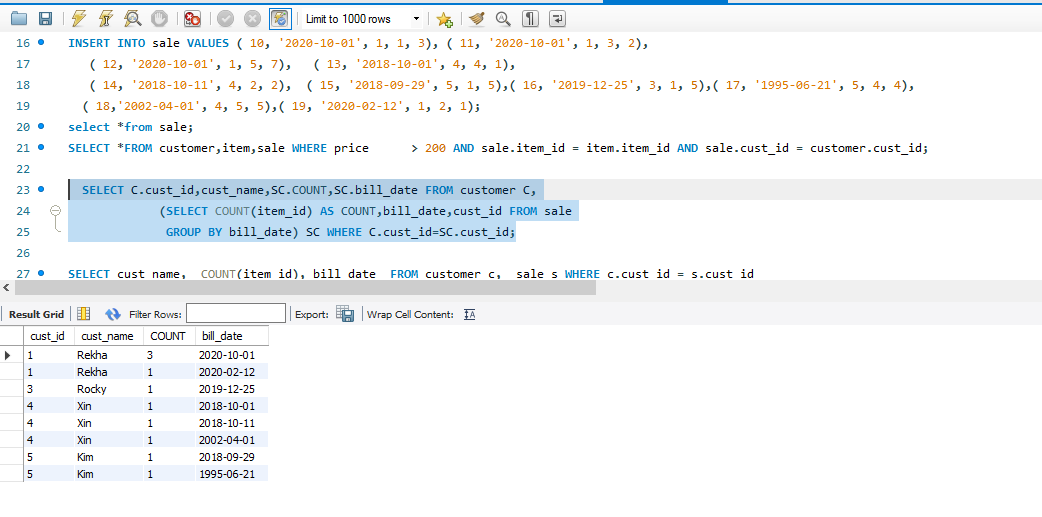 Limit to 1000 rows
16 INSERT INTO sale VALUES ( 10, '2020-10-01', 1, 1, 3), ( 11, '2020-10-01', 1, 3, 2),
17 ( 12, '2020-10-01', 1, 5, 7), ( 13, '2018-10-01', 4, 4, 1),
18 ( 14, '2018-10-11', 4, 2, 2), ( 15, '2018-09-29', 5, 1, 5),( 16, '2019-12-25', 3, 1, 5),( 17, '1995-06-21', 5, 4, 4),
19 ( 18,'2002-04-01', 4, 5, 5),( 19, '2020-02-12', 1, 2, 1);
20 select *from sale;
21 SELECT *FROM customer,item,sale WHERE price > 200 AND sale.item_id = item.item_id AND sale.cust_id = customer.cust_id;
22
23 SELECT C.cust_id,cust_name,SC.COUNT,SC.bill_date FROM customer C,
24 (SELECT COUNT(item_id) AS COUNT,bill_date,cust_id FROM sale
25 GROUP BY bill_date) SC WHERE C.cust_id=SC.cust_id;
26
27 SELECT cust_name, COUNT(item_id), bill_date FROM customer c, sale s WHERE c.cust_id = s.cust_id
Result Grid Filter Rows: Export: Wrap Cell Content:
cust_id cust_name COUNT bill_date
1 Rekha 3 2020-10-01
1 Rekha 1 2020-02-12
3 Rocky 1 2019-12-25
4 Xin 1 2018-10-01
4 Xin 1 2018-10-11
4 Xin 1 2002-04-01
5 Kim 1 2018-09-29
5 Kim 1 1995-06-21